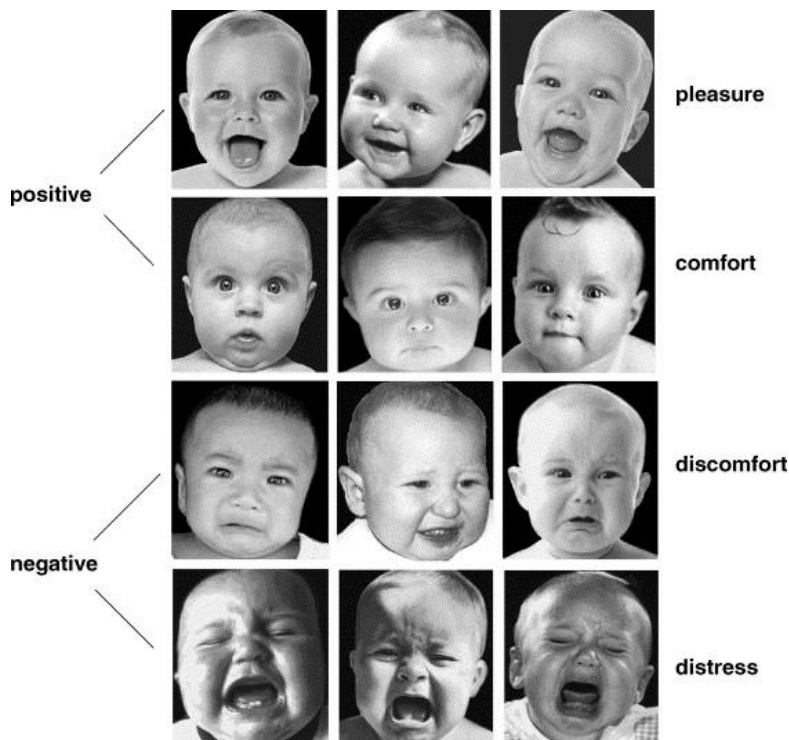 pleasure
positive
comfort
discomfort
negative
distress